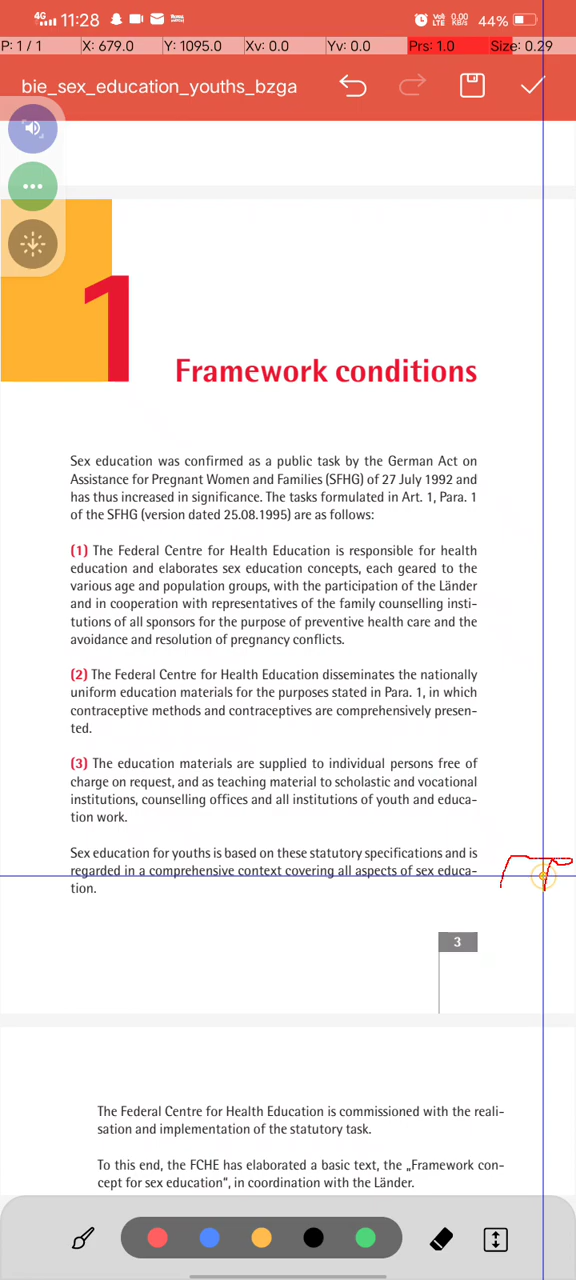 4G 11:28 Vo) LTE 0.00 KB/S 44%
P: 1 / 1 X: 679.0 Y: 1095.0 Xv: 0.0 Yv: 0.0 Prs: 1.0 Size: 0.29
bie_sex_education_youths_bzga
1
Framework conditions
Sex education was confirmed as a public task by the German Act on
Assistance for Pregnant Women and Families (SFHG) of 27 July 1992 and
has thus increased in significance. The tasks formulated in Art. 1, Para. 1
of the SFHG (version dated 25.08.1995) are as follows:
(1) The Federal Centre for Health Education is responsible for health
education and elaborates sex education concepts, each geared to the
various age and population groups, with the participation of the Länder
and in cooperation with representatives of the family counselling insti-
tutions of all sponsors for the purpose of preventive health care and the
avoidance and resolution of pregnancy conflicts.
(2) The Federal Centre for Health Education disseminates the nationally
uniform education materials for the purposes stated in Para. 1, in which
contraceptive methods and contraceptives are comprehensively presen-
ted.
(3) The education materials are supplied to individual persons free of
charge on request, and as teaching material to scholastic and vocational
institutions, counselling offices and all institutions of youth and educa-
tion work.
Sex education for youths is based on these statutory specifications and is
regarded in a comprehensive context covering all aspects of sex educa-
tion.
3
The Federal Centre for Health Education is commissioned with the reali-
sation and implementation of the statutory task.
To this end, the FCHE has elaborated a basic text, the „Framework con-
cept for sex education", in coordination with the Länder.